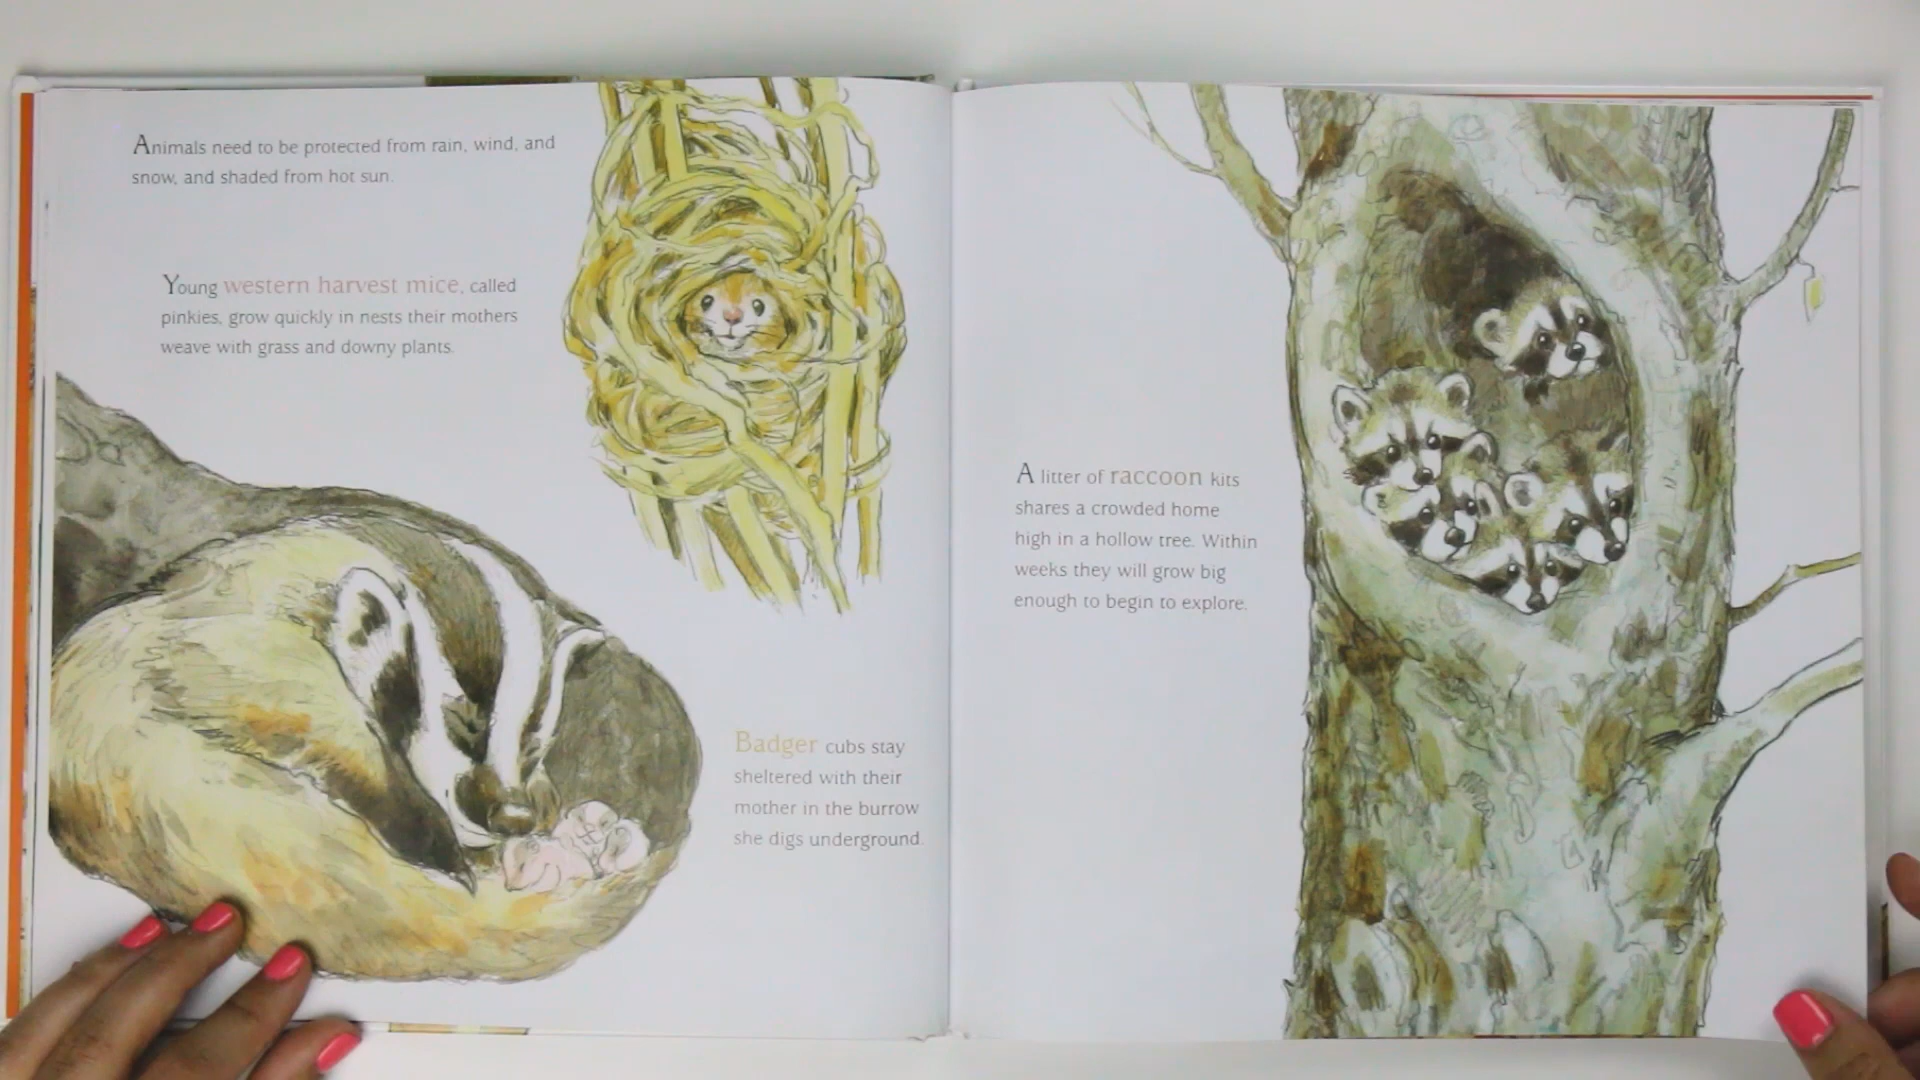 Animals need to be protected from rain, wind, and
snow, and shaded from hot sun.
Young western harvest mice, called
pinkies, grow quickly in nests their mothers
weave with grass and downy plants.
Badger cubs stay
sheltered with their
mother in the burrow
she digs underground.
A litter of raccoon kits
shares a crowded home
high in a hollow tree. Within
weeks they will grow big
enough to begin to explore.